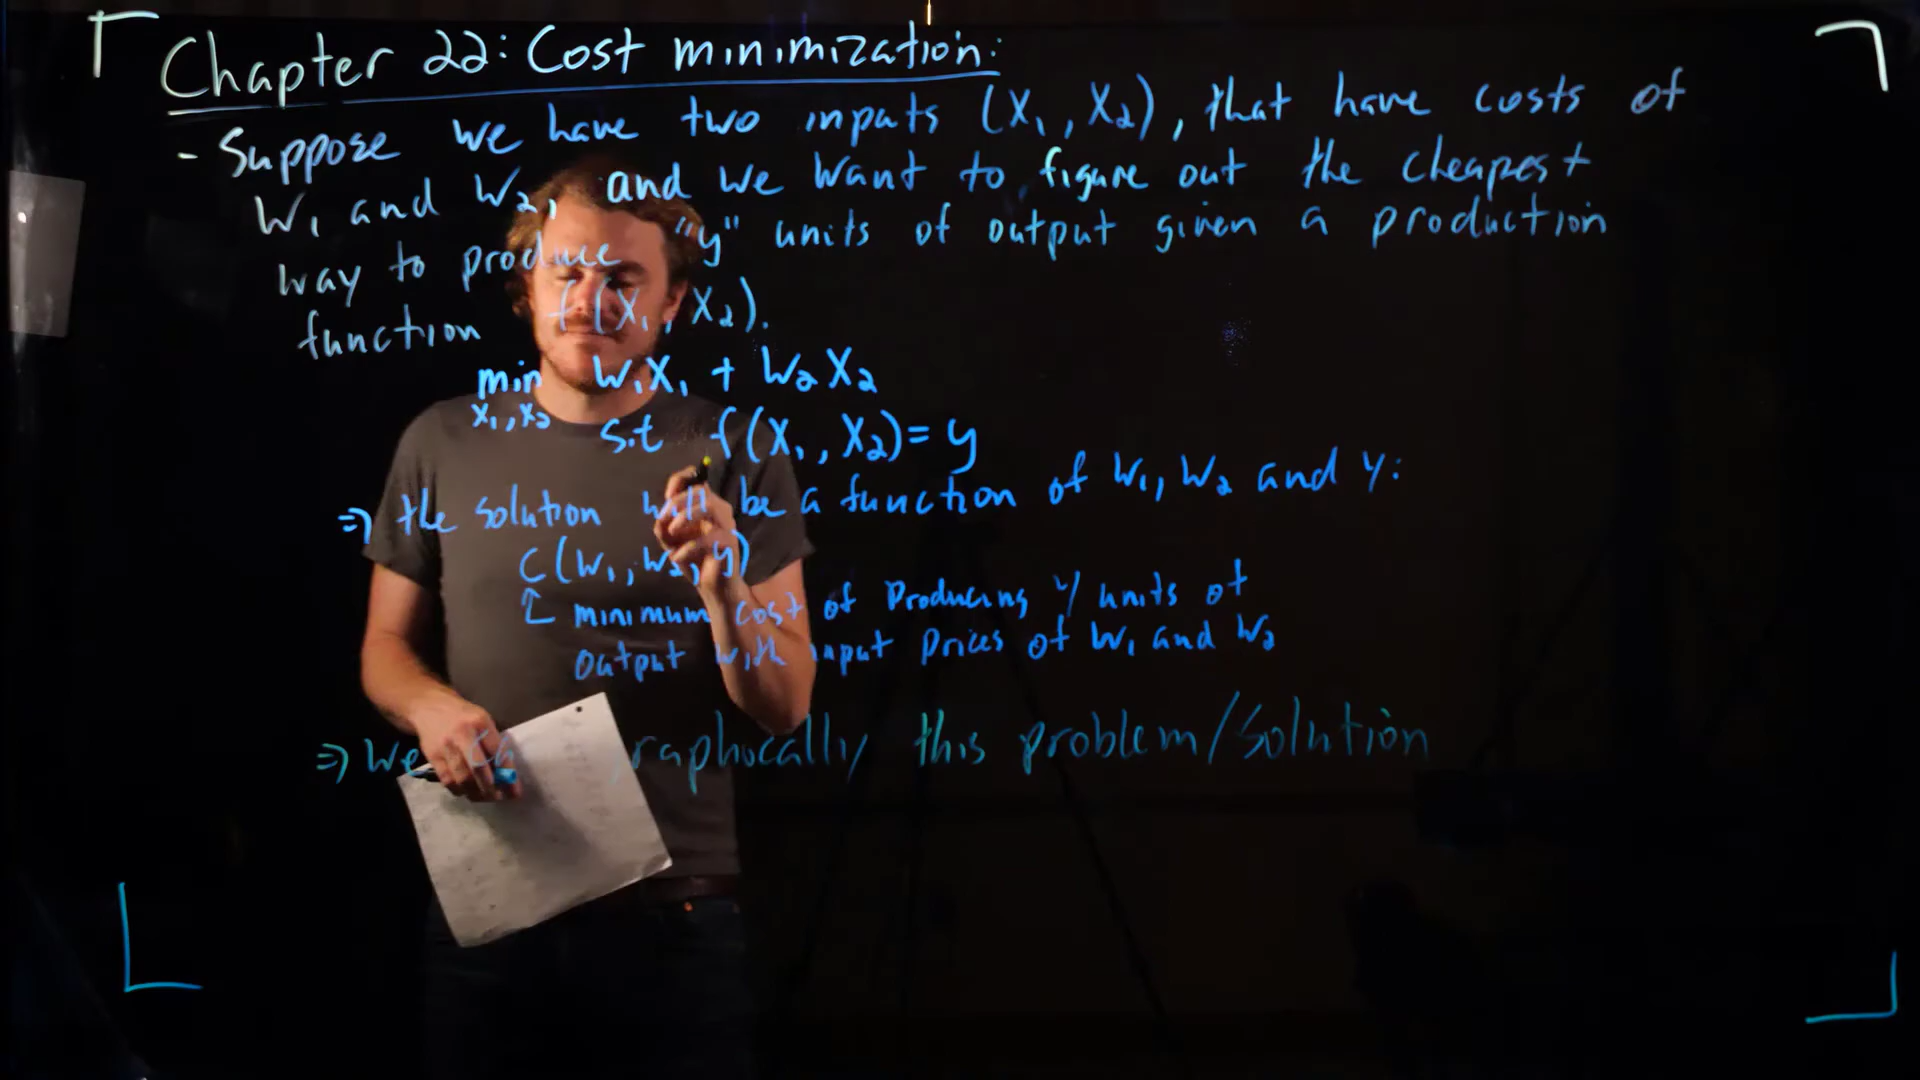 Chapter 22: Cost minimization:
- Suppose we have two inputs (X₁, X₂), that have costs of
W₁ and W₂, and we want to figure out the cheapest
way to produce "y" units of output given a production
function f(X₁, X₂).
min W₁X₁ + W₂X₂
X₁, X₂
s.t f(X₁, X₂) = y
⇒ the solution will be a function of W₁, W₂ and y:
C(W₁, W₂, y)
↑ minimum cost of producing y units of
output with input prices of W₁ and W₂
⇒ We this problem/solution